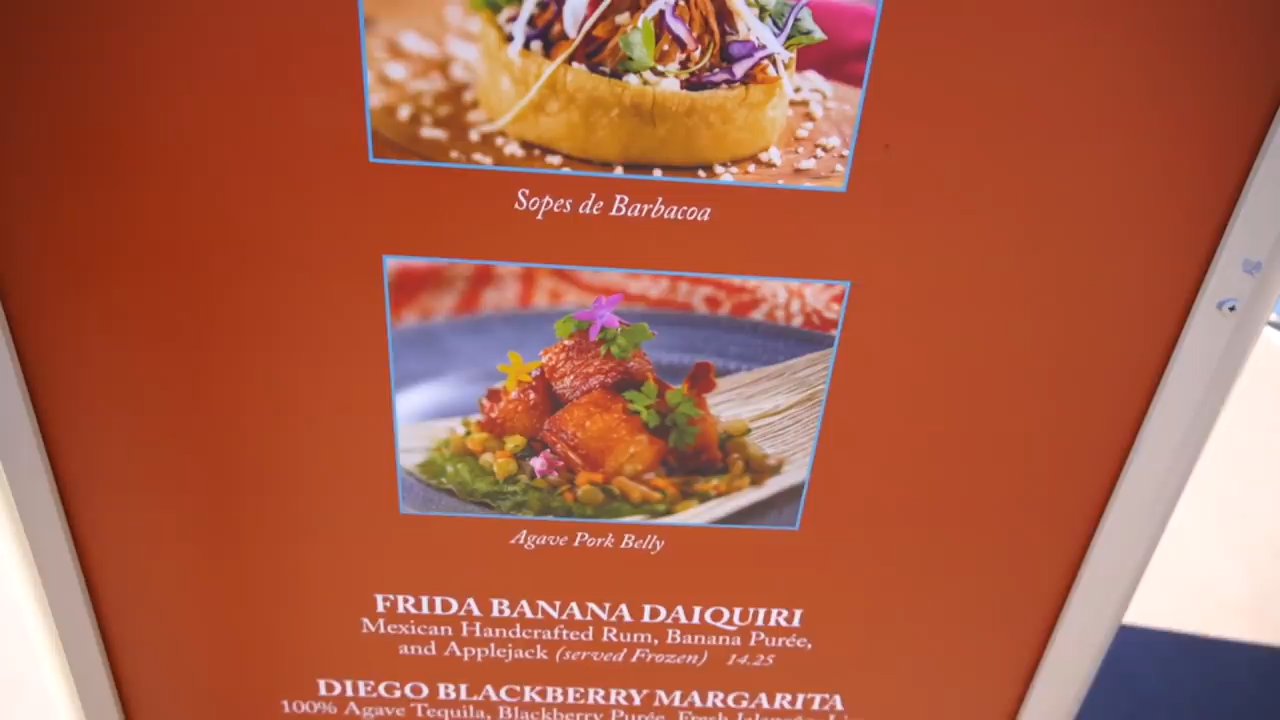 Sopes de Barbacoa
Agave Pork Belly
FRIDA BANANA DAIQUIRI
Mexican Handcrafted Rum, Banana Purée,
and Applejack (served Frozen) 14.25
DIEGO BLACKBERRY MARGARITA
100% Agave Tequila, Blackberry Purée, Fresh Jalapeño,